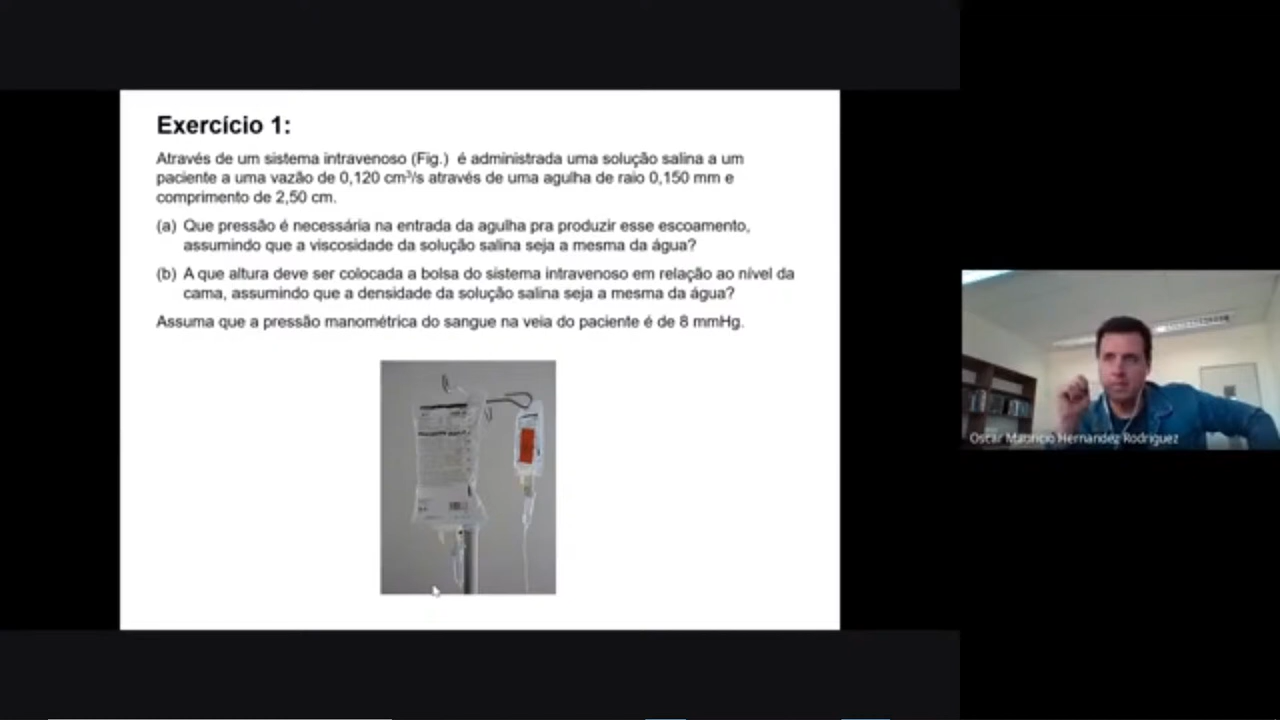 Exercício 1:
Através de um sistema intravenoso (Fig.) é administrada uma solução salina a um
paciente a uma vazão de 0,120 cm³/s através de uma agulha de raio 0,150 mm e
comprimento de 2,50 cm.
(a) Que pressão é necessária na entrada da agulha pra produzir esse escoamento,
assumindo que a viscosidade da solução salina seja a mesma da água?
(b) A que altura deve ser colocada a bolsa do sistema intravenoso em relação ao nível da
cama, assumindo que a densidade da solução salina seja a mesma da água?
Assuma que a pressão manométrica do sangue na veia do paciente é de 8 mmHg.
Oscar Mauricio Hernandez Rodriguez